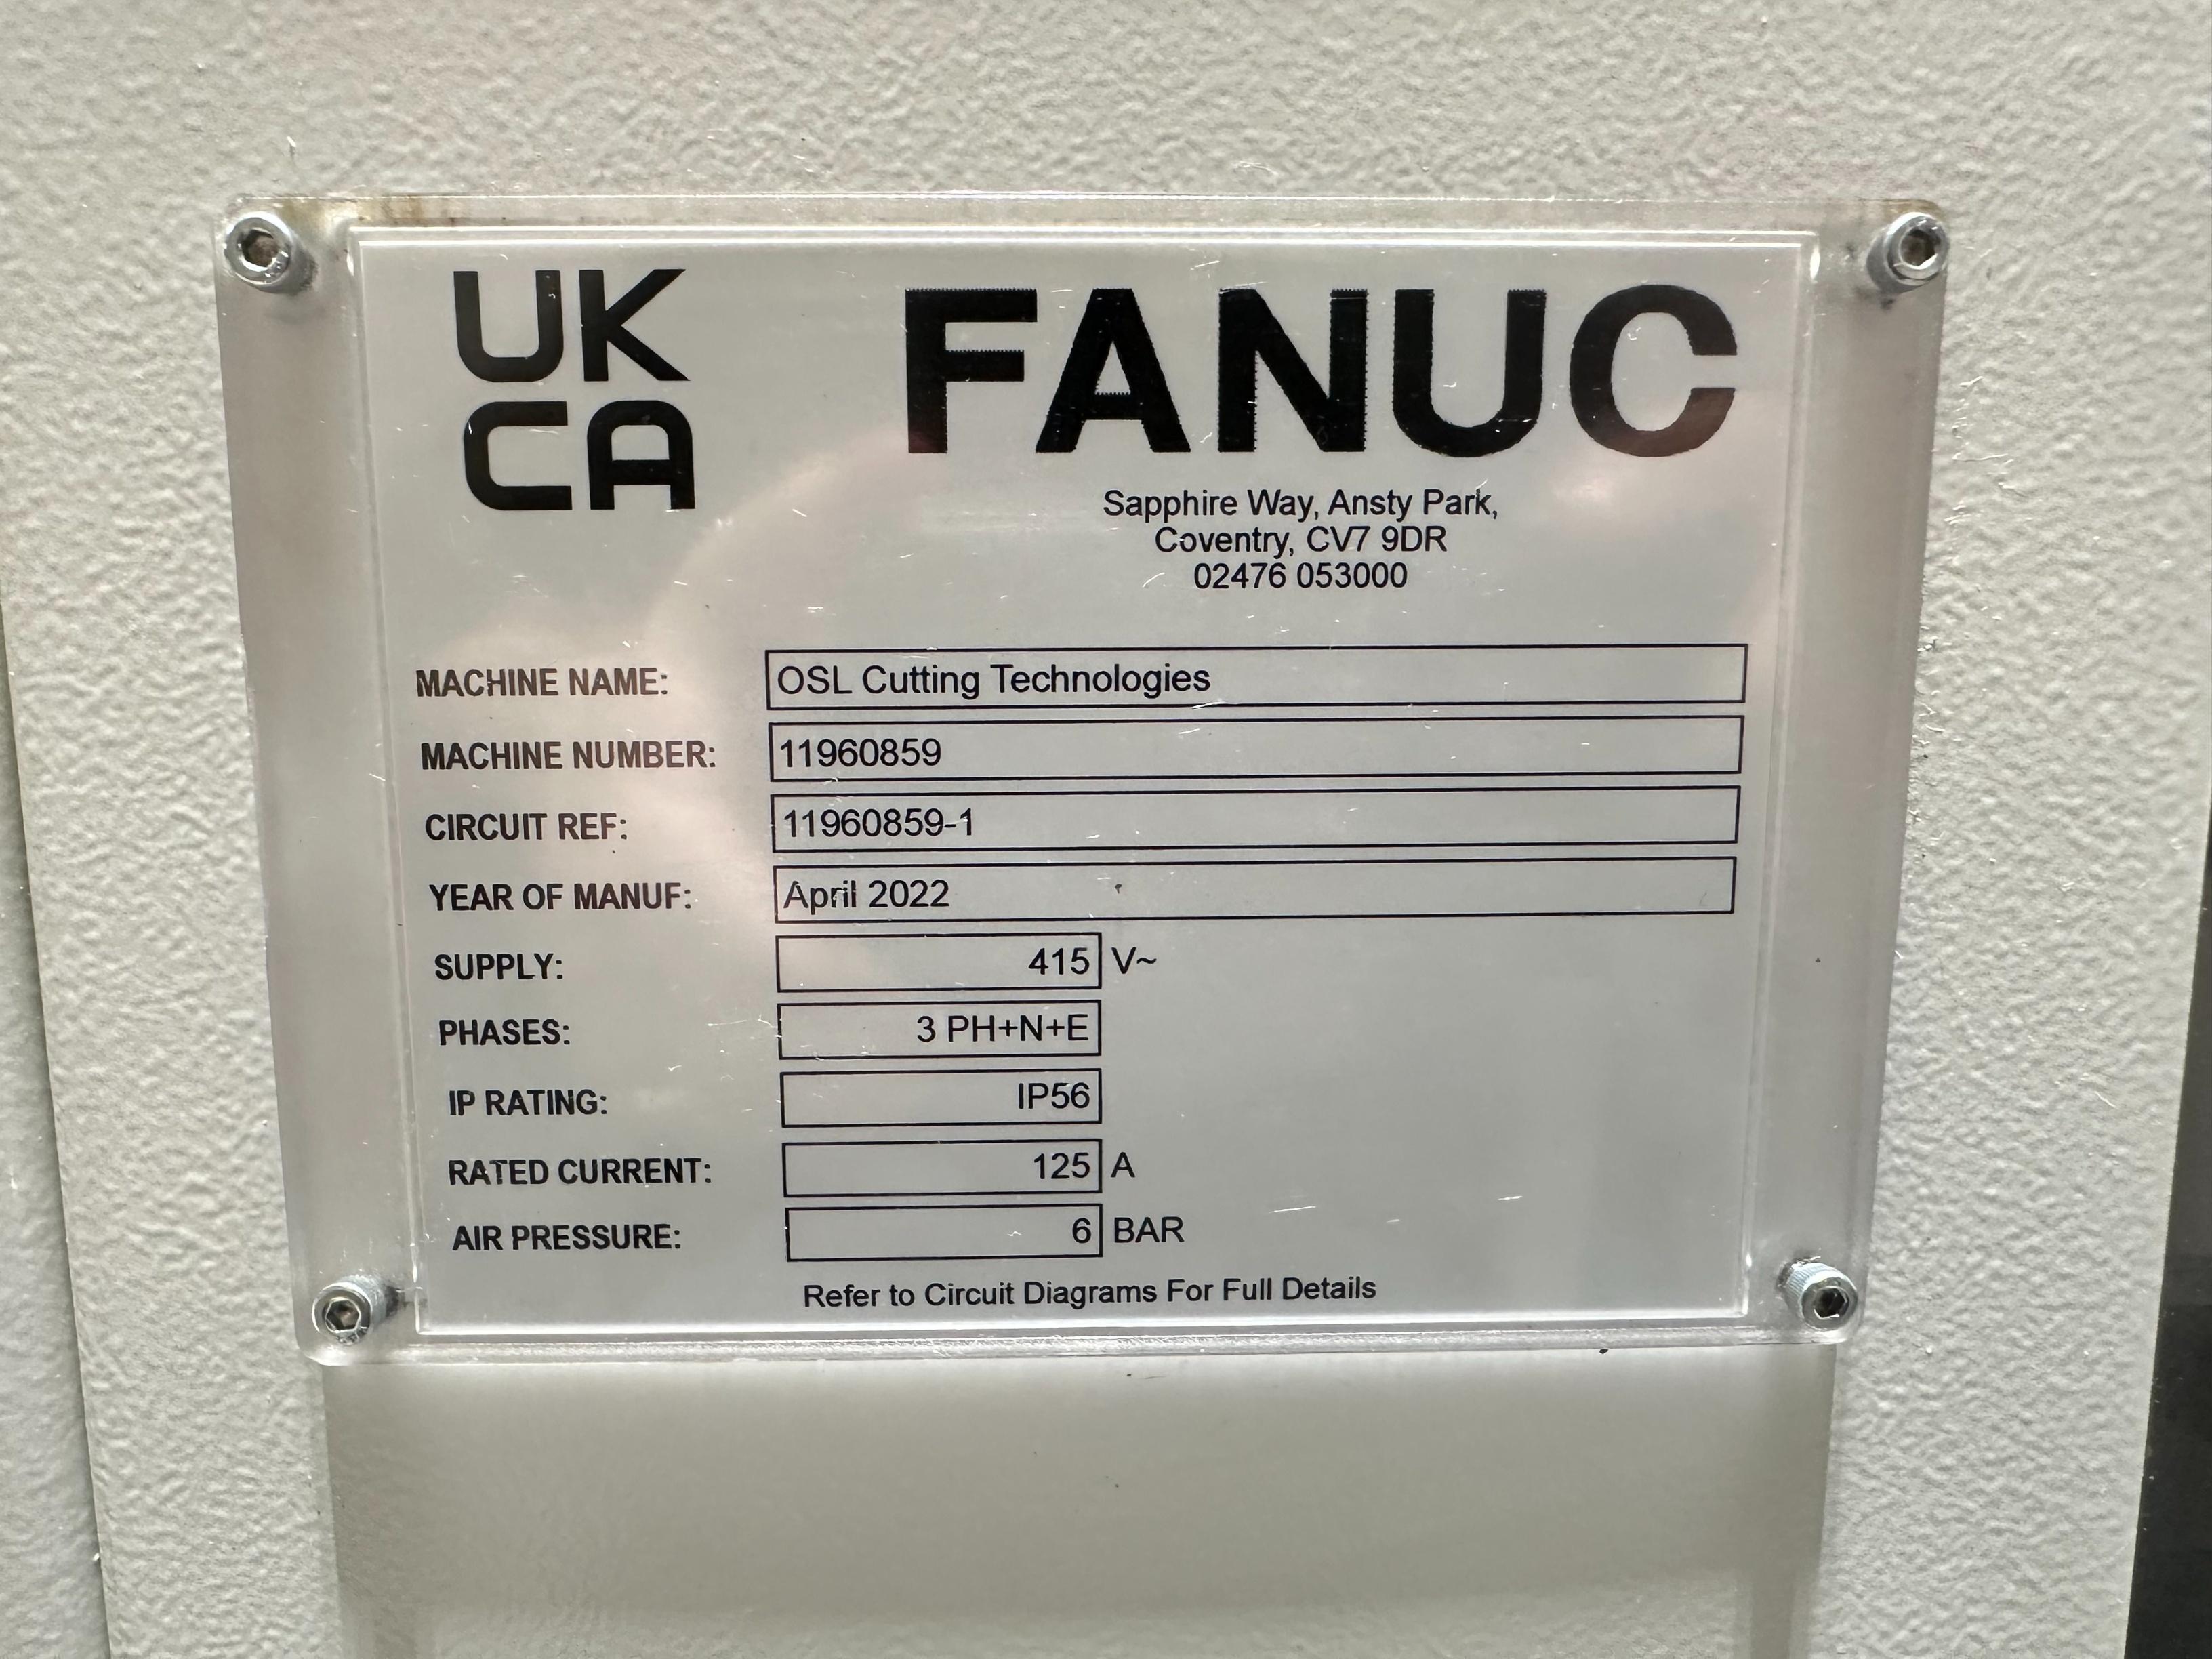 UK
CA
FANUC
Sapphire Way, Ansty Park,
Coventry, CV7 9DR
02476 053000
MACHINE NAME: OSL Cutting Technologies
MACHINE NUMBER: 11960859
CIRCUIT REF: 11960859-1
YEAR OF MANUF: April 2022
SUPPLY: 415 V~
PHASES: 3 PH+N+E
IP RATING: IP56
RATED CURRENT: 125 A
AIR PRESSURE: 6 BAR
Refer to Circuit Diagrams For Full Details